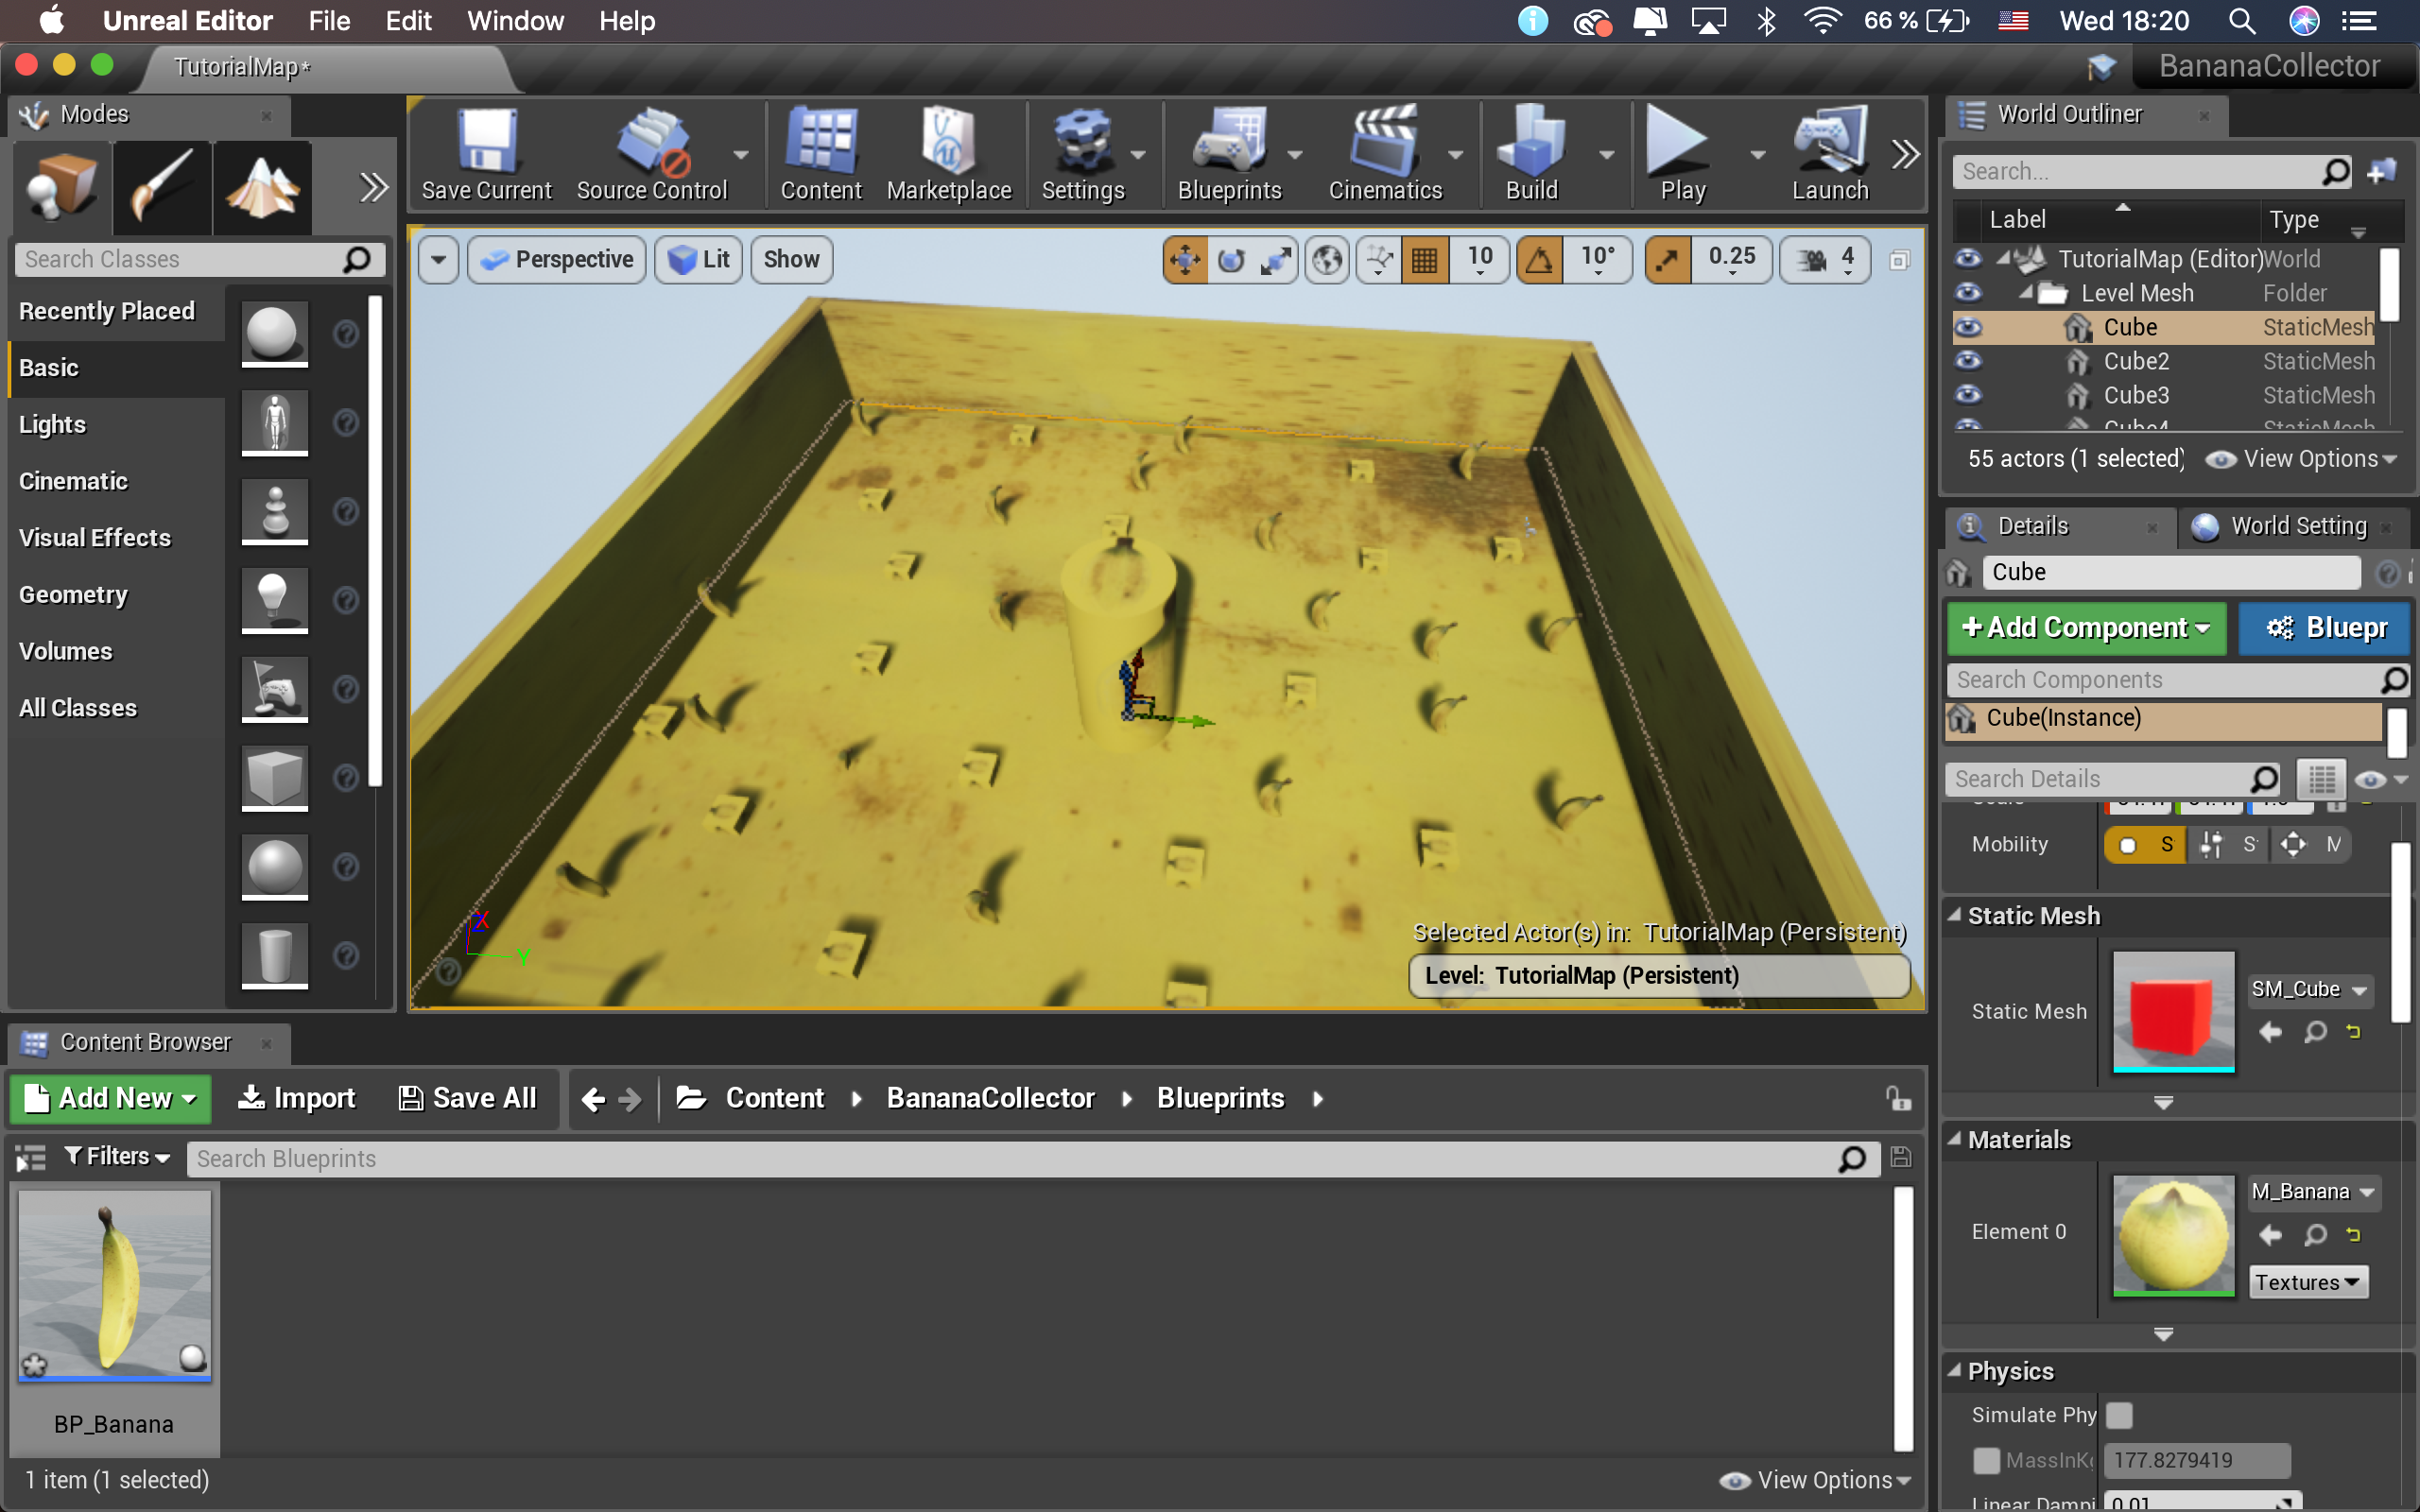 Unreal Editor File Edit Window Help 66 % Wed 18:20
TutorialMap* BananaCollector
Modes
Search Classes
Recently Placed
Basic
Lights
Cinematic
Visual Effects
Geometry
Volumes
All Classes
Save Current Source Control Content Marketplace Settings Blueprints Cinematics Build Play Launch
Perspective Lit Show 10 10° 0.25 4
X
Y
Selected Actor(s) in: TutorialMap (Persistent)
Level: TutorialMap (Persistent)
World Outliner
Search...
Label Type
TutorialMap (Editor) World
Level Mesh Folder
Cube StaticMesh
Cube2 StaticMesh
Cube3 StaticMesh
Cube4 StaticMesh
55 actors (1 selected) View Options
Details World Setting
Cube
+Add Component Bluepr
Search Components
Cube(Instance)
Search Details
Mobility S S M
Static Mesh
Static Mesh SM_Cube
Materials
Element 0 M_Banana
Textures
Physics
Simulate Phy
MassInK 177.8279419
Linear Dampi 0.01
Content Browser
Add New Import Save All Content BananaCollector Blueprints
Filters Search Blueprints
BP_Banana
1 item (1 selected) View Options